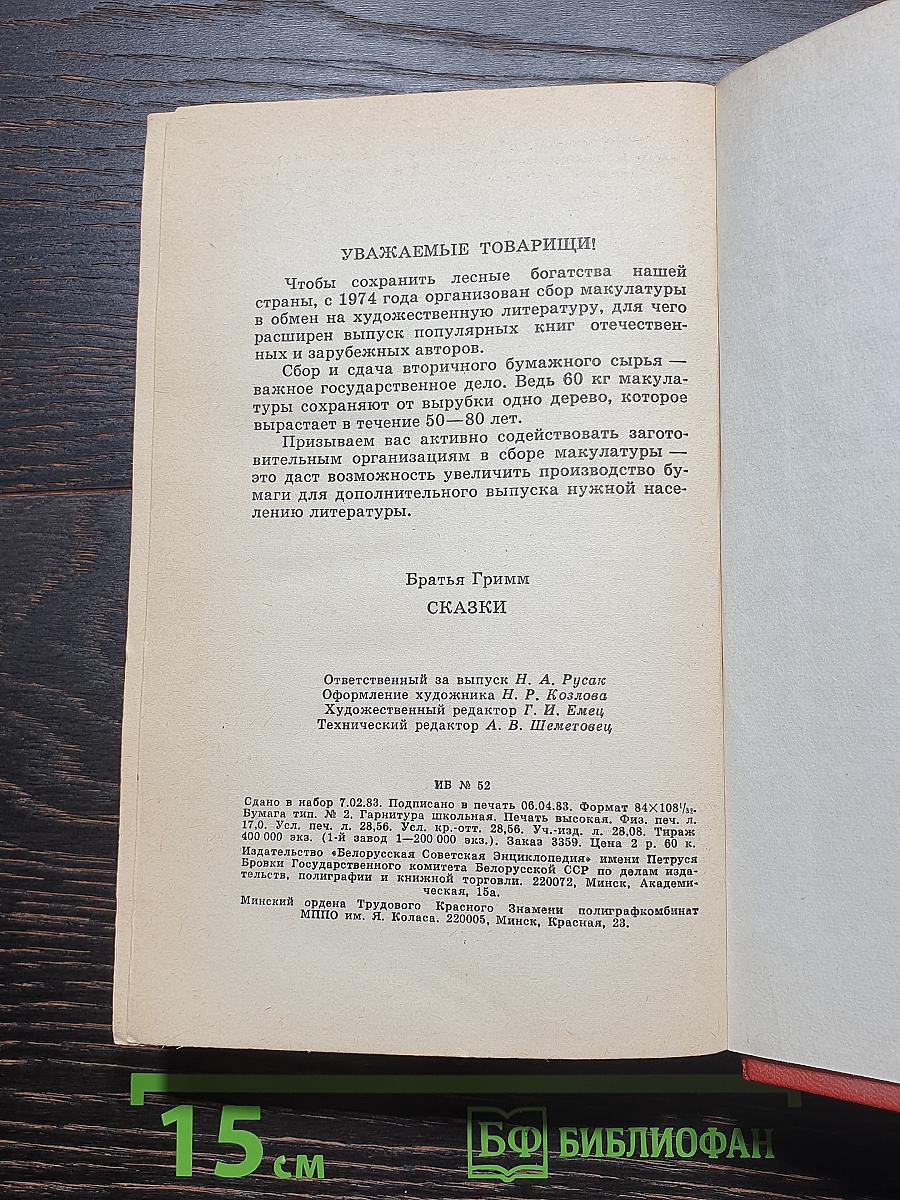 УВАЖАЕМЫЕ ТОВАРИЩИ!
Чтобы сохранить лесные богатства нашей
страны, с 1974 года организован сбор макулатуры
в обмен на художественную литературу, для чего
расширен выпуск популярных книг отечествен-
ных и зарубежных авторов.
Сбор и сдача вторичного бумажного сырья —
важное государственное дело. Ведь 60 кг макула-
туры сохраняют от вырубки одно дерево, которое
вырастает в течение 50—80 лет.
Призываем вас активно содействовать загото-
вительным организациям в сборе макулатуры —
это даст возможность увеличить производство бу-
маги для дополнительного выпуска нужной насе-
лению литературы.
Братья Гримм
СКАЗКИ
Ответственный за выпуск Н. А. Русак
Оформление художника Н. Р. Козлова
Художественный редактор Г. И. Емец
Технический редактор А. В. Шеметовец
ИБ № 52
Сдано в набор 7.02.83. Подписано в печать 06.04.83. Формат 84×108¹/₃₂.
Бумага тип. № 2. Гарнитура школьная. Печать высокая. Физ. печ. л.
17,0. Усл. печ. л. 28,56. Усл. кр.-отт. 28,56. Уч.-изд. л. 28,08. Тираж
400 000 экз. (1-й завод 1—200 000 экз.). Заказ 3359. Цена 2 р. 60 к.
Издательство «Белорусская Советская Энциклопедия» имени Петруся
Бровки Государственного комитета Белорусской ССР по делам изда-
тельств, полиграфии и книжной торговли. 220072, Минск, Академи-
ческая, 15а.
Минский ордена Трудового Красного Знамени полиграфкомбинат
МППО им. Я. Коласа. 220005, Минск, Красная, 23.
15 см
БФ БИБЛИОФАН